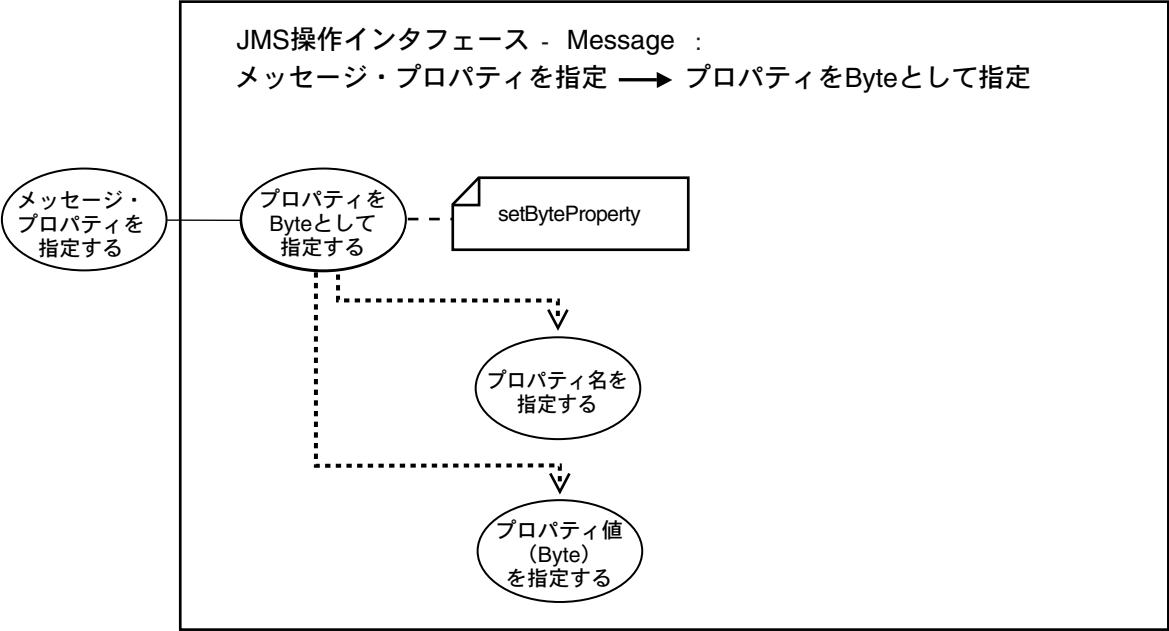 JMS操作インタフェース - Message :
メッセージ・プロパティを指定 → プロパティをByteとして指定
メッセージ・
プロパティを
指定する
プロパティを
Byteとして
指定する
setByteProperty
プロパティ名を
指定する
プロパティ値
（Byte）
を指定する